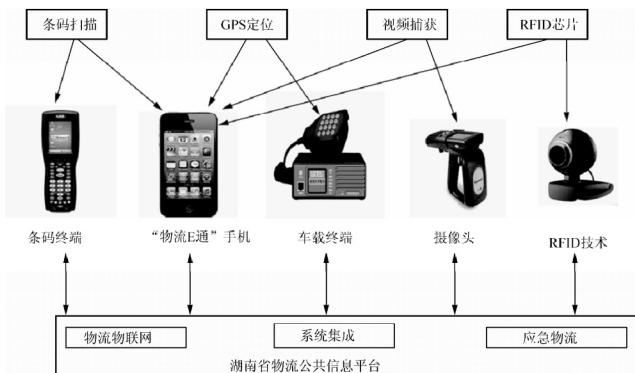 条码扫描
GPS定位
视频捕获
RFID芯片
条码终端
“物流E通”手机
车载终端
摄像头
RFID技术
物流物联网
系统集成
应急物流
湖南省物流公共信息平台